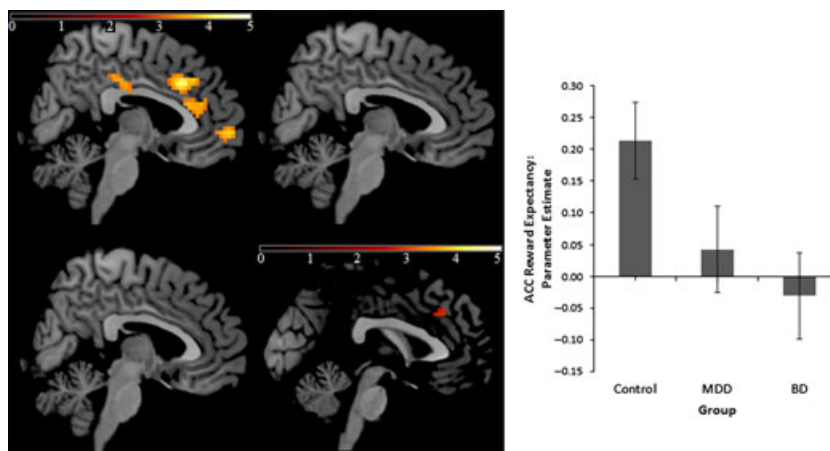 0 1 2 3 4 5
0 1 2 3 4 5
ACC Reward Expectancy:
Parameter Estimate
0.30
0.25
0.20
0.15
0.10
0.05
0.00
−0.05
−0.10
−0.15
Control MDD BD
Group